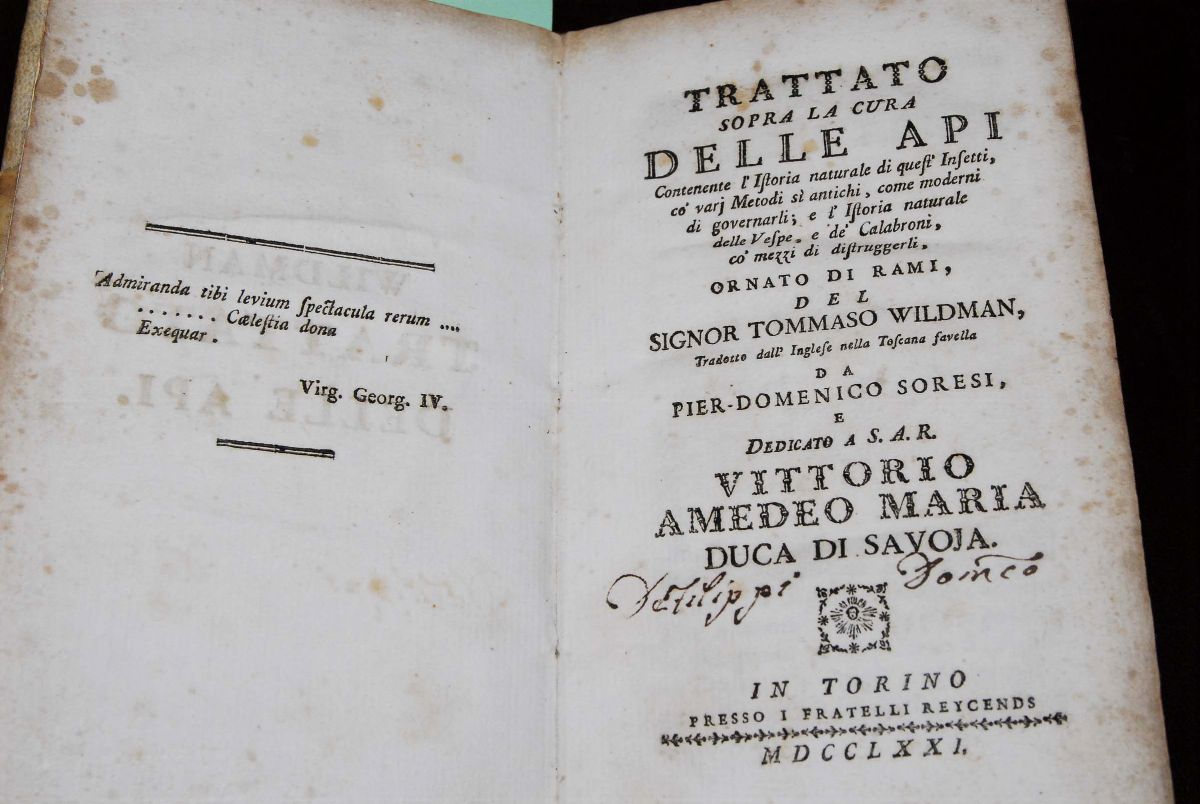 Admiranda tibi levium ſpectacula rerum ....
....... Cæleſtia dona
Exequar.
Virg. Georg. IV.
TRATTATO
SOPRA LA CURA
DELLE API
Contenente l' Iſtoria naturale di queſt' Inſetti,
co' varj Metodi sì antichi, come moderni
di governarli; e l' Iſtoria naturale
delle Veſpe, e de' Calabroni,
co' mezzi di diſtruggerli,
ORNATO DI RAMI,
DEL
SIGNOR TOMMASO WILDMAN,
Tradotto dall' Ingleſe nella Toſcana favella
DA
PIER-DOMENICO SORESI,
E
DEDICATO A S. A. R.
VITTORIO
AMEDEO MARIA
DUCA DI SAVOJA.
DeFilippi Domco
IN TORINO
PRESSO I FRATELLI REYCENDS
MDCCLXXI.